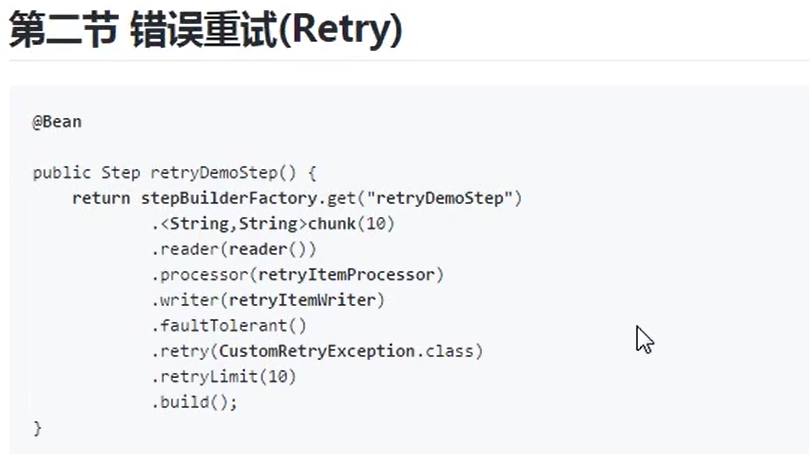 第二节 错误重试(Retry)
@Bean
public Step retryDemoStep() {
    return stepBuilderFactory.get("retryDemoStep")
            .<String,String>chunk(10)
            .reader(reader())
            .processor(retryItemProcessor)
            .writer(retryItemWriter)
            .faultTolerant()
            .retry(CustomRetryException.class)
            .retryLimit(10)
            .build();
}